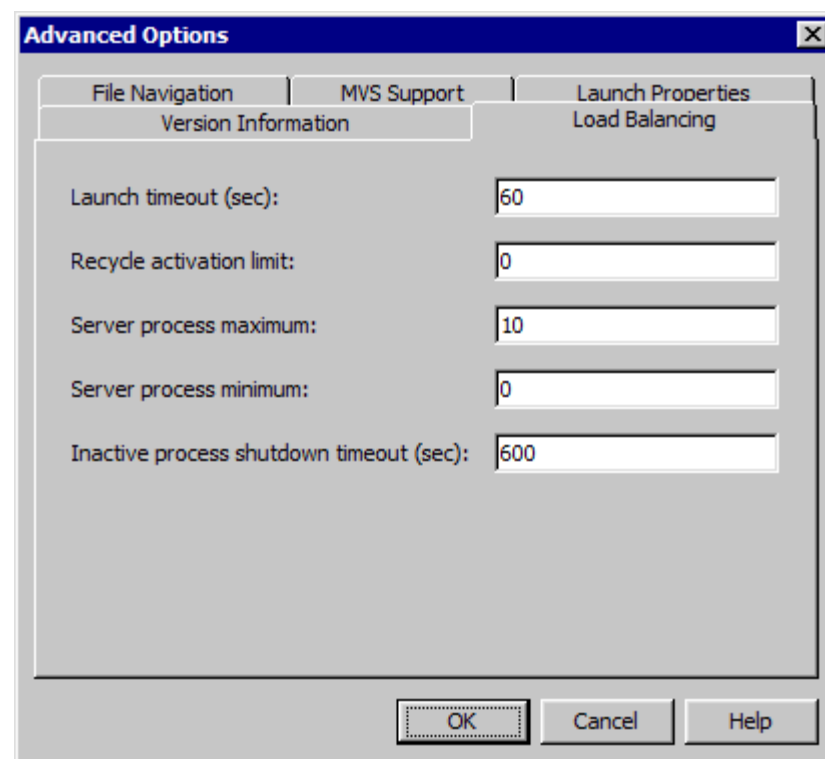 Advanced Options
File Navigation MVS Support Launch Properties
Version Information Load Balancing
Launch timeout (sec): 60
Recycle activation limit: 0
Server process maximum: 10
Server process minimum: 0
Inactive process shutdown timeout (sec): 600
OK Cancel Help